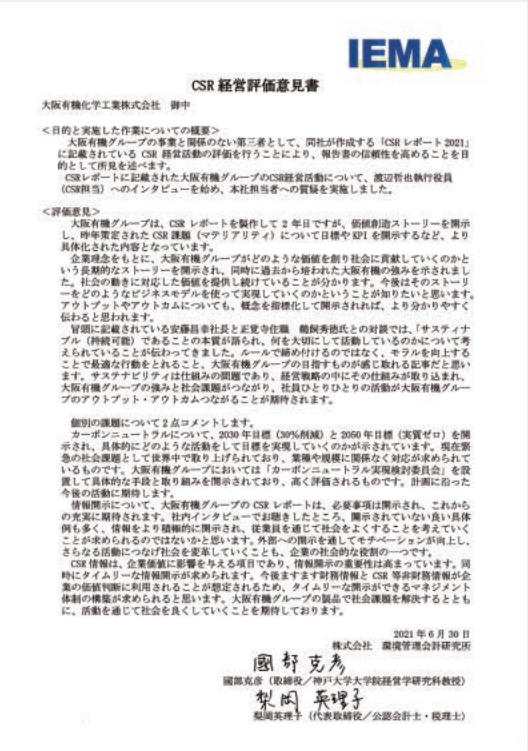 IEMA
CSR 経営評価意見書
大阪有機化学工業株式会社 御中
<目的と実施した作業についての概要>
大阪有機グループの事業と関係のない第三者として、同社が作成する「CSR レポート 2021」
に記載されている CSR 経営活動の評価を行うことにより、報告書の信頼性を高めることを目
的として所見を述べます。
CSRレポートに記載された大阪有機グループのCSR経営活動について、渡辺哲也執行役員
(CSR担当)へのインタビューを始め、本社担当者への質疑を実施しました。
<評価意見>
大阪有機グループは、CSR レポートを製作して 2 年目ですが、価値創造ストーリーを開示
し、昨年策定された CSR 課題(マテリアリティ)について目標や KPI を開示するなど、より
具体化された内容となっています。
企業理念をもとに、大阪有機グループがどのような価値を創り社会に貢献していくのかと
いう長期的なストーリーを開示され、同時に過去から培われた大阪有機の強みを示されまし
た。社会の動きに対応した価値を提供し続けていることが分かります。今後はそのストーリ
ーをどのようなビジネスモデルを使って実現していくのかということが知りたいと思います。
アウトプットやアウトカムについても、概念を指標化して開示されれば、より分かりやすく
伝わると思われます。
冒頭に記載されている安藤昌幸社長と正覚寺住職 鵜飼秀徳氏との対談では、「サスティナ
ブル(持続可能)であることの本質が語られ、何を大切にして活動しているのかについて考
えられていることが伝わってきました。ルールで締め付けるのではなく、モラルを向上する
ことで最適な行動をとれること、大阪有機グループの目指すものが感じ取れる記事だと思い
ます。サステナビリティは仕組みの問題であり、経営戦略の中にその仕組みが取り込まれ、
大阪有機グループの強みと社会課題がつながり、社員ひとりひとりの活動が大阪有機グルー
プのアウトプット・アウトカムつながることが期待されます。
個別の課題について 2 点コメントします。
カーボンニュートラルについて、2030 年目標(30%削減)と 2050 年目標(実質ゼロ)を開
示され、具体的にどのような活動をして目標を実現していくのかが示されています。現在緊
急の社会課題として世界中で取り上げられており、業種や規模に関係なく対応が求められて
いるものです。大阪有機グループにおいては「カーボンニュートラル実現検討委員会」を設
置して具体的な手段と取り組みを開示されており、高く評価されるものです。計画に沿った
今後の活動に期待します。
情報開示について、大阪有機グループの CSR レポートは、必要事項は開示され、これから
の充実に期待されます。社内インタビューでお聴きしたところ、開示されていない良い具体
例も多く、情報をより積極的に開示され、従業員を通じて社会をよくすることを考えていく
ことが求められるのではないかと思います。外部への開示を通してモチベーションが向上し、
さらなる活動につなげ社会を変革していくことも、企業の社会的な役割の一つです。
CSR 情報は、企業価値に影響を与える項目であり、情報開示の重要性は高まっています。同
時にタイムリーな情報開示が求められます。今後ますます財務情報と CSR 等非財務情報が企
業の価値判断に利用されることが想定されるため、タイムリーな開示ができるマネジメント
体制の構築が求められると思います。大阪有機グループの製品で社会課題を解決するととも
に、活動を通じて社会を良くしていくことを期待しております。
2021 年 6 月 30 日
株式会社 環境管理会計研究所
國部克彦
國部克彦(取締役/神戸大学大学院経営学研究科教授)
梨岡英理子
梨岡英理子(代表取締役/公認会計士・税理士)